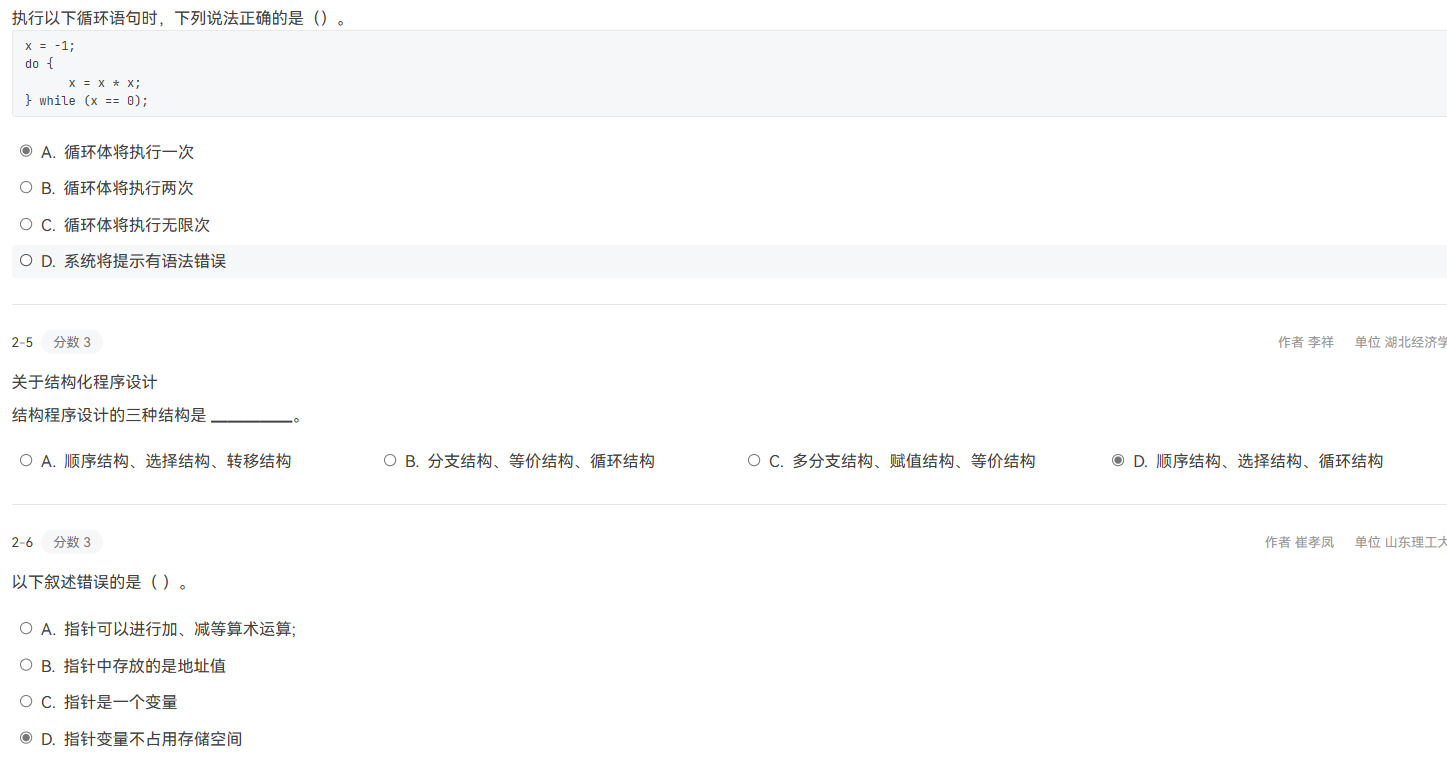 执行以下循环语句时，下列说法正确的是（）。
x = -1;
do {
      x = x * x;
} while (x == 0);
A. 循环体将执行一次
B. 循环体将执行两次
C. 循环体将执行无限次
D. 系统将提示有语法错误
2-5 分数 3 作者 李祥 单位 湖北经济学
关于结构化程序设计
结构程序设计的三种结构是 __________。
A. 顺序结构、选择结构、转移结构 B. 分支结构、等价结构、循环结构 C. 多分支结构、赋值结构、等价结构 D. 顺序结构、选择结构、循环结构
2-6 分数 3 作者 崔孝凤 单位 山东理工大
以下叙述错误的是（ ）。
A. 指针可以进行加、减等算术运算;
B. 指针中存放的是地址值
C. 指针是一个变量
D. 指针变量不占用存储空间